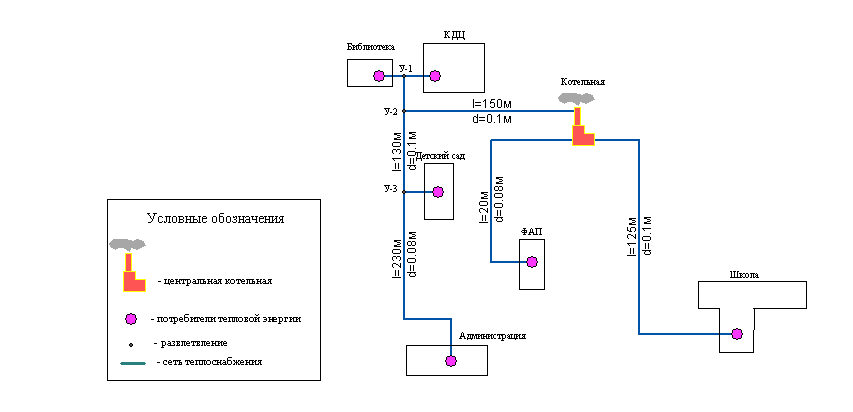 КДЦ
Библиотека
У-1
Котельная
l=150м
d=0.1м
У-2
l=130м
d=0.1м
Детский сад
У-3
l=20м
d=0.08м
ФАП
l=125м
d=0.1м
l=230м
d=0.08м
Школа
Администрация
Условные обозначения
- центральная котельная
- потребители тепловой энергии
- разветвление
- сеть теплоснабжения